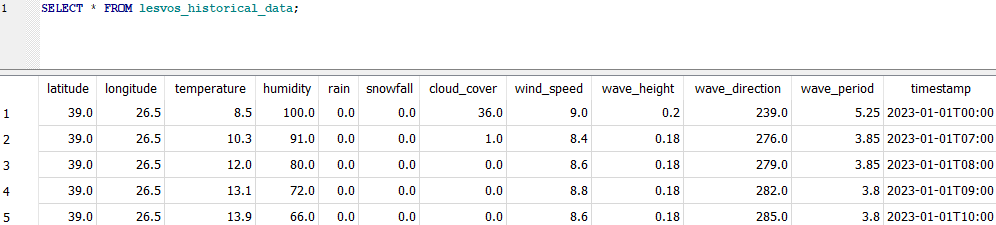 1 SELECT * FROM lesvos_historical_data;
latitude longitude temperature humidity rain snowfall cloud_cover wind_speed wave_height wave_direction wave_period timestamp
1 39.0 26.5 8.5 100.0 0.0 0.0 36.0 9.0 0.2 239.0 5.25 2023-01-01T00:00
2 39.0 26.5 10.3 91.0 0.0 0.0 1.0 8.4 0.18 276.0 3.85 2023-01-01T07:00
3 39.0 26.5 12.0 80.0 0.0 0.0 0.0 8.6 0.18 279.0 3.85 2023-01-01T08:00
4 39.0 26.5 13.1 72.0 0.0 0.0 0.0 8.8 0.18 282.0 3.8 2023-01-01T09:00
5 39.0 26.5 13.9 66.0 0.0 0.0 0.0 8.6 0.18 285.0 3.8 2023-01-01T10:00